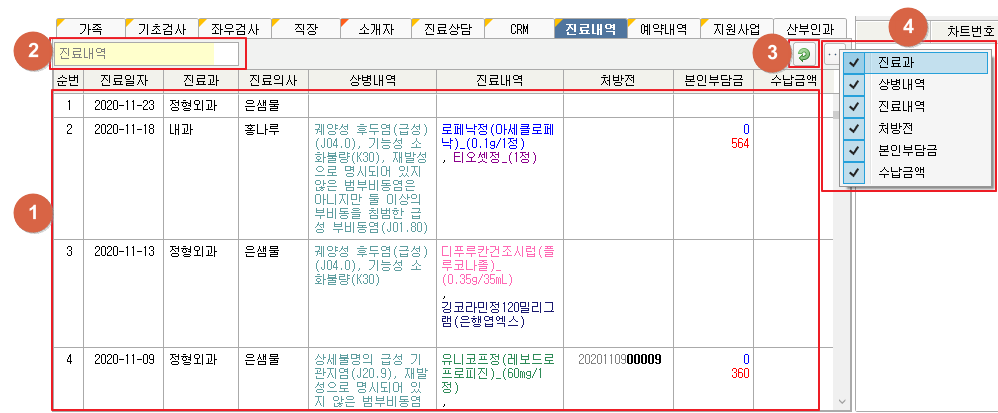 가족 기초검사 좌우검사 직장 소개자 진료상담 CRM 진료내역 예약내역 지원사업 산부인과
4
차트번호
2
진료내역
3
··
순번 진료일자 진료과 진료의사 상병내역 진료내역 처방전 본인부담금 수납금액
진료과
상병내역
진료내역
처방전
본인부담금
수납금액
1
1 2020-11-23 정형외과 은샘물
2 2020-11-18 내과 홍나루
궤양성 후두염(급성)
(J04.0), 기능성 소
화불량(K30), 재발성
으로 명시되어 있지
않은 범부비동염은
아니지만 둘 이상의
부비동을 침범한 급
성 부비동염(J01.80)
로페낙정(아세클로페
낙)_(0.1g/1정)
, 티오셋정_(1정)
0
564
3 2020-11-13 정형외과 은샘물
궤양성 후두염(급성)
(J04.0), 기능성 소
화불량(K30)
디푸루칸건조시럽(플
루코나졸)_
(0.35g/35mL)
,
깅코라민정120밀리그
램(은행엽엑스)
4 2020-11-09 정형외과 은샘물
상세불명의 급성 기
관지염(J20.9), 재발
성으로 명시되어 있
지 않은 범부비동염
유니코프정(레보드로
프로피진)_(60mg/1
정)
,
2020110900009
0
360